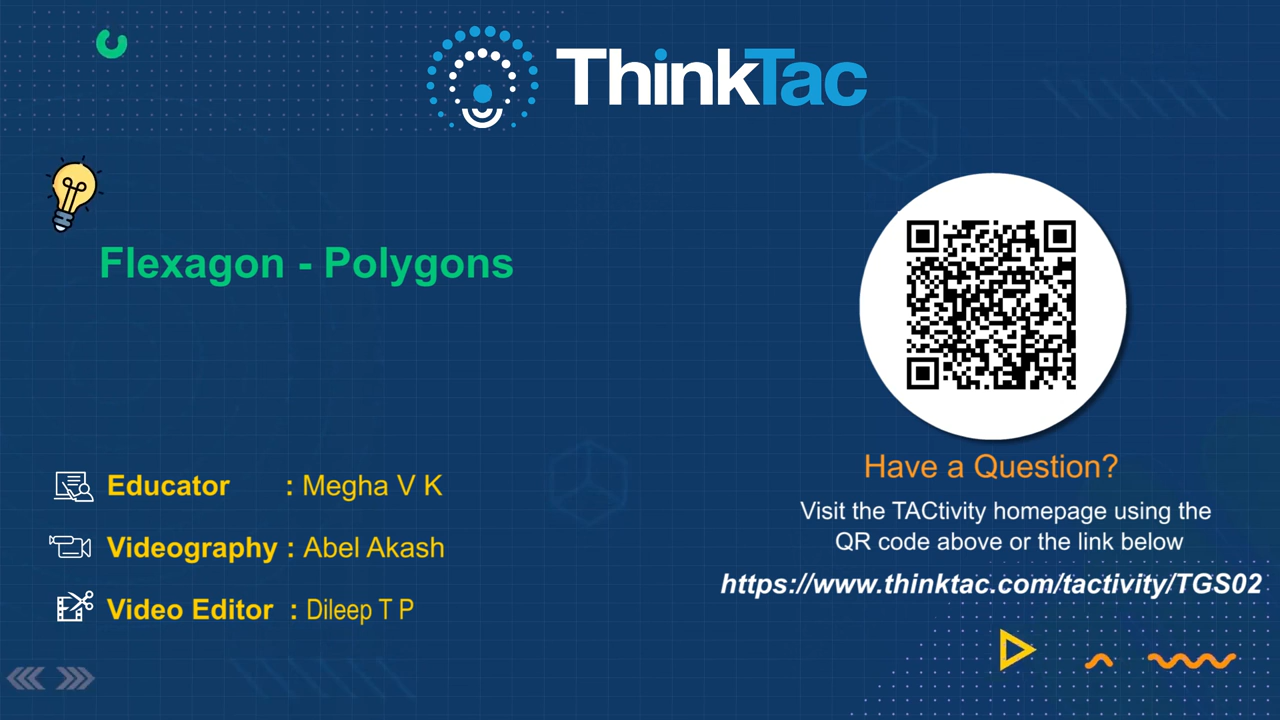 ThinkTac
Flexagon - Polygons
Educator : Megha V K
Videography : Abel Akash
Video Editor : Dileep T P
Have a Question?
Visit the TACtivity homepage using the
QR code above or the link below
https://www.thinktac.com/tactivity/TGS02